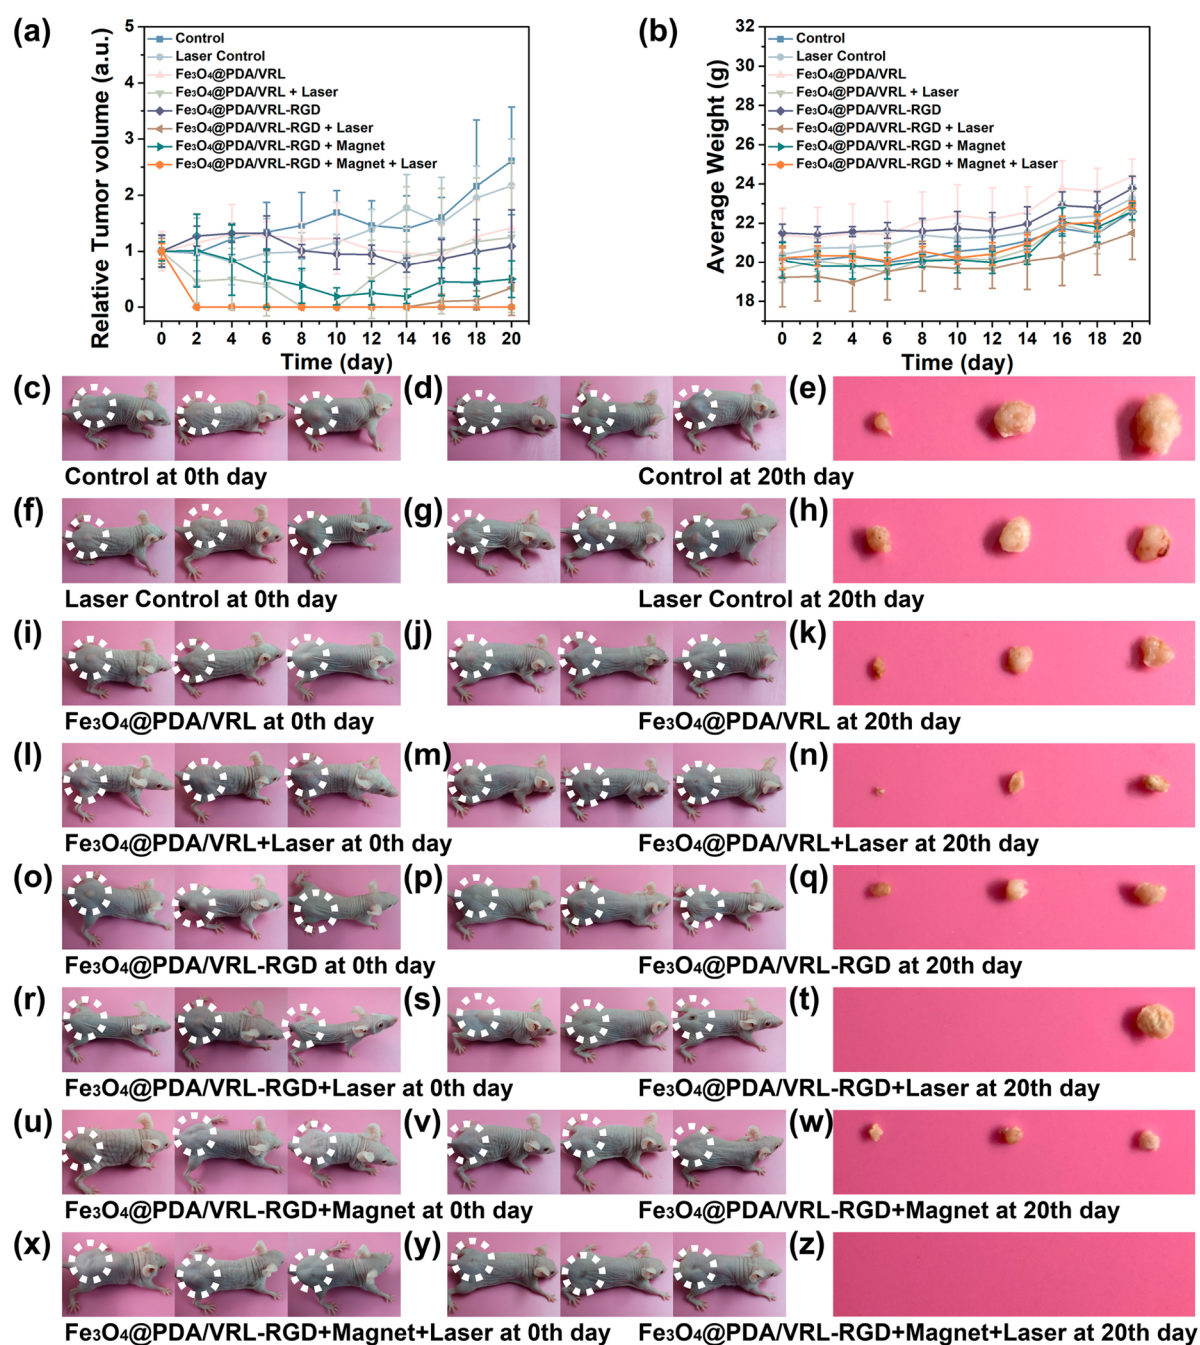 (a)
Relative Tumor volume (a.u.)
5
4
3
2
1
0
Control
Laser Control
Fe₃O₄@PDA/VRL
Fe₃O₄@PDA/VRL + Laser
Fe₃O₄@PDA/VRL-RGD
Fe₃O₄@PDA/VRL-RGD + Laser
Fe₃O₄@PDA/VRL-RGD + Magnet
Fe₃O₄@PDA/VRL-RGD + Magnet + Laser
0 2 4 6 8 10 12 14 16 18 20
Time (day)
(b)
Average Weight (g)
32
30
28
26
24
22
20
18
Control
Laser Control
Fe₃O₄@PDA/VRL
Fe₃O₄@PDA/VRL + Laser
Fe₃O₄@PDA/VRL-RGD
Fe₃O₄@PDA/VRL-RGD + Laser
Fe₃O₄@PDA/VRL-RGD + Magnet
Fe₃O₄@PDA/VRL-RGD + Magnet + Laser
0 2 4 6 8 10 12 14 16 18 20
Time (day)
(c) (d) (e)
Control at 0th day Control at 20th day
(f) (g) (h)
Laser Control at 0th day Laser Control at 20th day
(i) (j) (k)
Fe₃O₄@PDA/VRL at 0th day Fe₃O₄@PDA/VRL at 20th day
(l) (m) (n)
Fe₃O₄@PDA/VRL+Laser at 0th day Fe₃O₄@PDA/VRL+Laser at 20th day
(o) (p) (q)
Fe₃O₄@PDA/VRL-RGD at 0th day Fe₃O₄@PDA/VRL-RGD at 20th day
(r) (s) (t)
Fe₃O₄@PDA/VRL-RGD+Laser at 0th day Fe₃O₄@PDA/VRL-RGD+Laser at 20th day
(u) (v) (w)
Fe₃O₄@PDA/VRL-RGD+Magnet at 0th day Fe₃O₄@PDA/VRL-RGD+Magnet at 20th day
(x) (y) (z)
Fe₃O₄@PDA/VRL-RGD+Magnet+Laser at 0th day Fe₃O₄@PDA/VRL-RGD+Magnet+Laser at 20th day